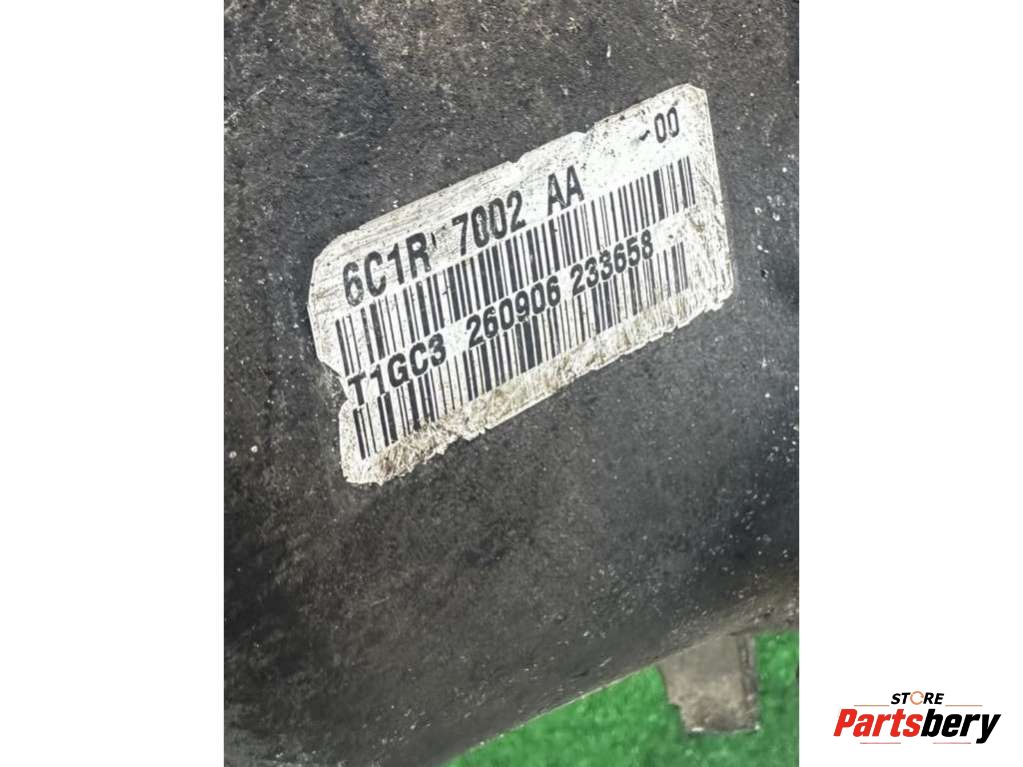 -00
6C1R 7002 AA
T1GC3 260906 233658
STORE
Partsbery